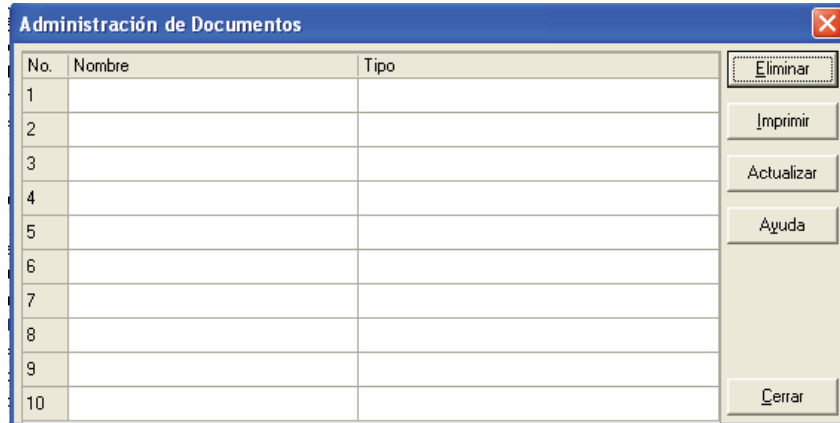 Administración de Documentos
No. Nombre Tipo
1
2
3
4
5
6
7
8
9
10
Eliminar
Imprimir
Actualizar
Ayuda
Cerrar